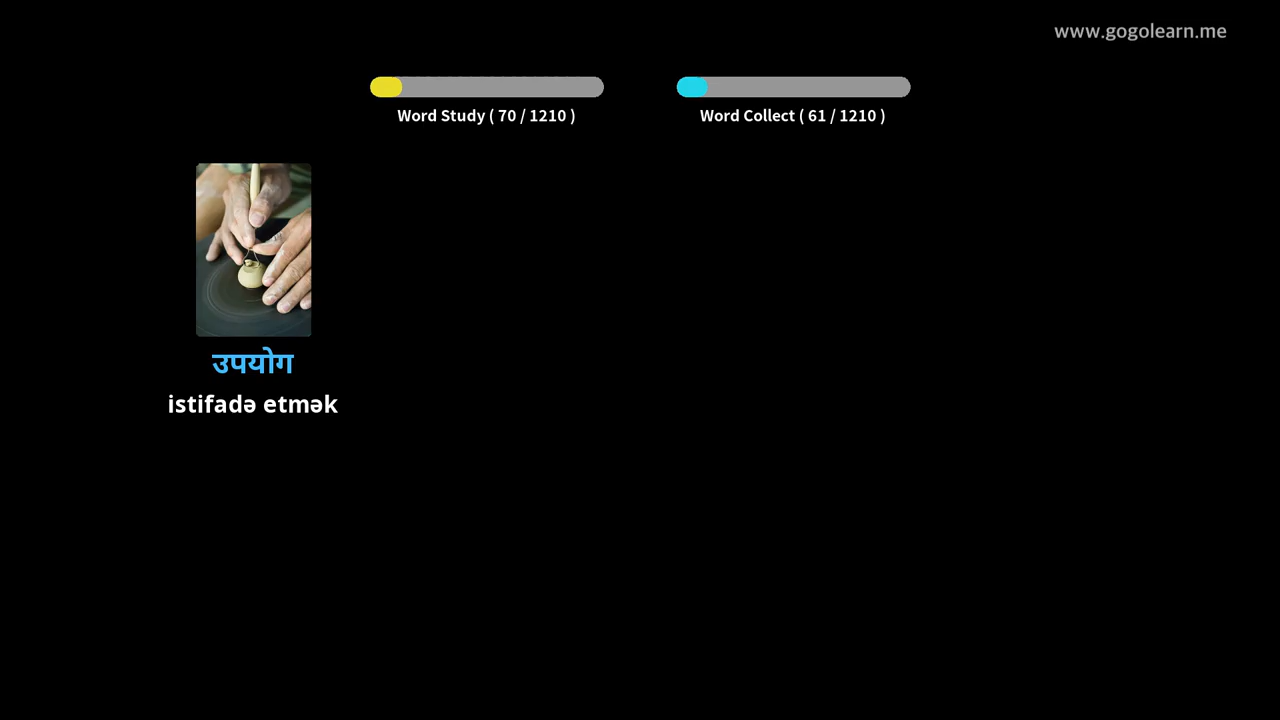 www.gogolearn.me
Word Study ( 70 / 1210 )
Word Collect ( 61 / 1210 )
उपयोग
istifadə etmək